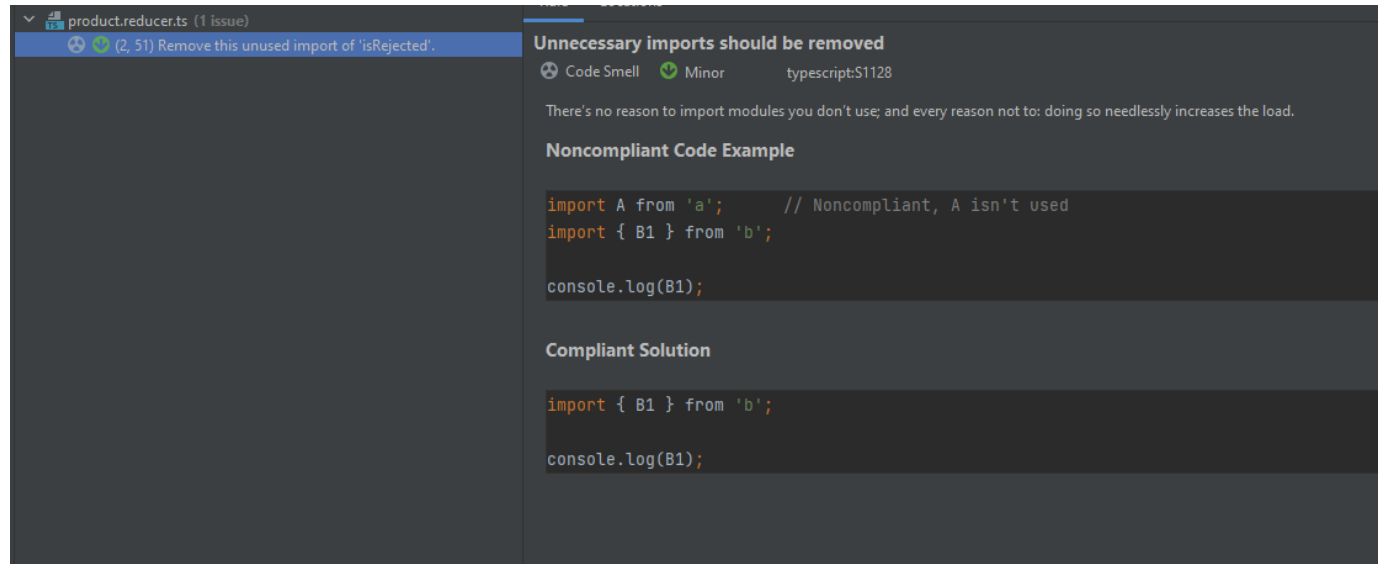 product.reducer.ts (1 issue)
(2, 51) Remove this unused import of 'isRejected'.
Unnecessary imports should be removed
Code Smell Minor typescript:S1128
There's no reason to import modules you don't use; and every reason not to: doing so needlessly increases the load.
Noncompliant Code Example
import A from 'a'; // Noncompliant, A isn't used
import { B1 } from 'b';
console.log(B1);
Compliant Solution
import { B1 } from 'b';
console.log(B1);